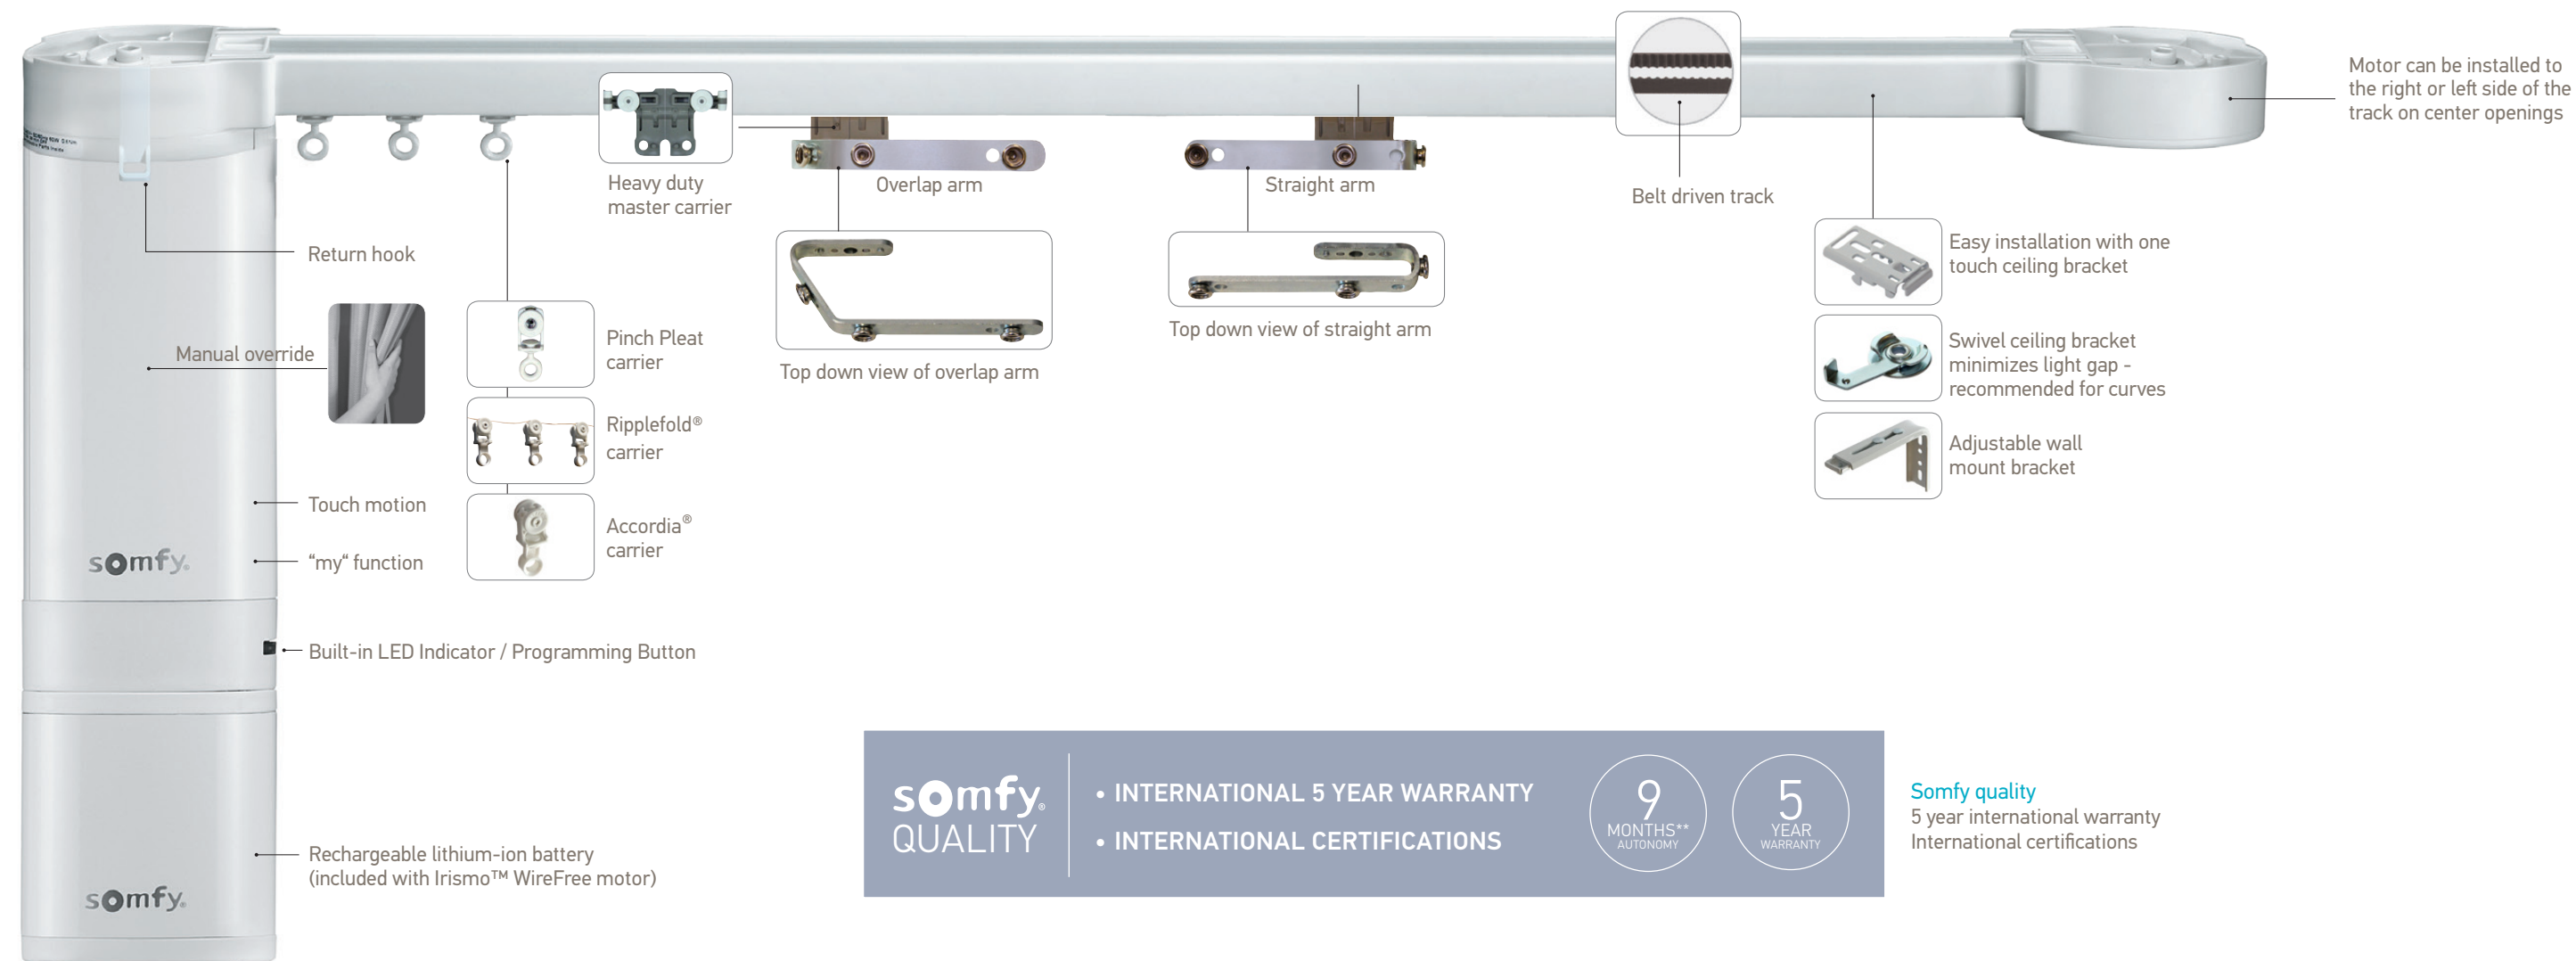 Motor can be installed to
the right or left side of the
track on center openings
Heavy duty
master carrier
Overlap arm
Straight arm
Belt driven track
Return hook
Easy installation with one
touch ceiling bracket
Manual override
Pinch Pleat
carrier
Top down view of overlap arm
Top down view of straight arm
Swivel ceiling bracket
minimizes light gap -
recommended for curves
Ripplefold®
carrier
Adjustable wall
mount bracket
Touch motion
Accordia®
carrier
somfy®
“my“ function
Built-in LED Indicator / Programming Button
Rechargeable lithium-ion battery
(included with Irismo™ WireFree motor)
somfy®
somfy®
QUALITY
• INTERNATIONAL 5 YEAR WARRANTY
• INTERNATIONAL CERTIFICATIONS
9
MONTHS**
AUTONOMY
5
YEAR
WARRANTY
Somfy quality
5 year international warranty
International certifications